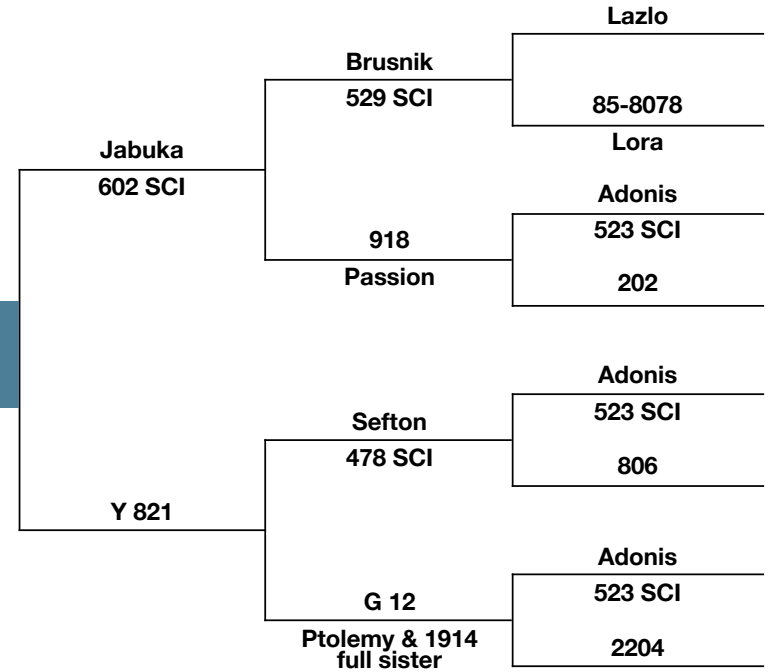 Lazlo
Brusnik
529 SCI
85-8078
Lora
Jabuka
602 SCI
Adonis
523 SCI
918
Passion
202
Adonis
523 SCI
Sefton
478 SCI
806
Y 821
Adonis
523 SCI
G 12
Ptolemy & 1914
full sister
2204